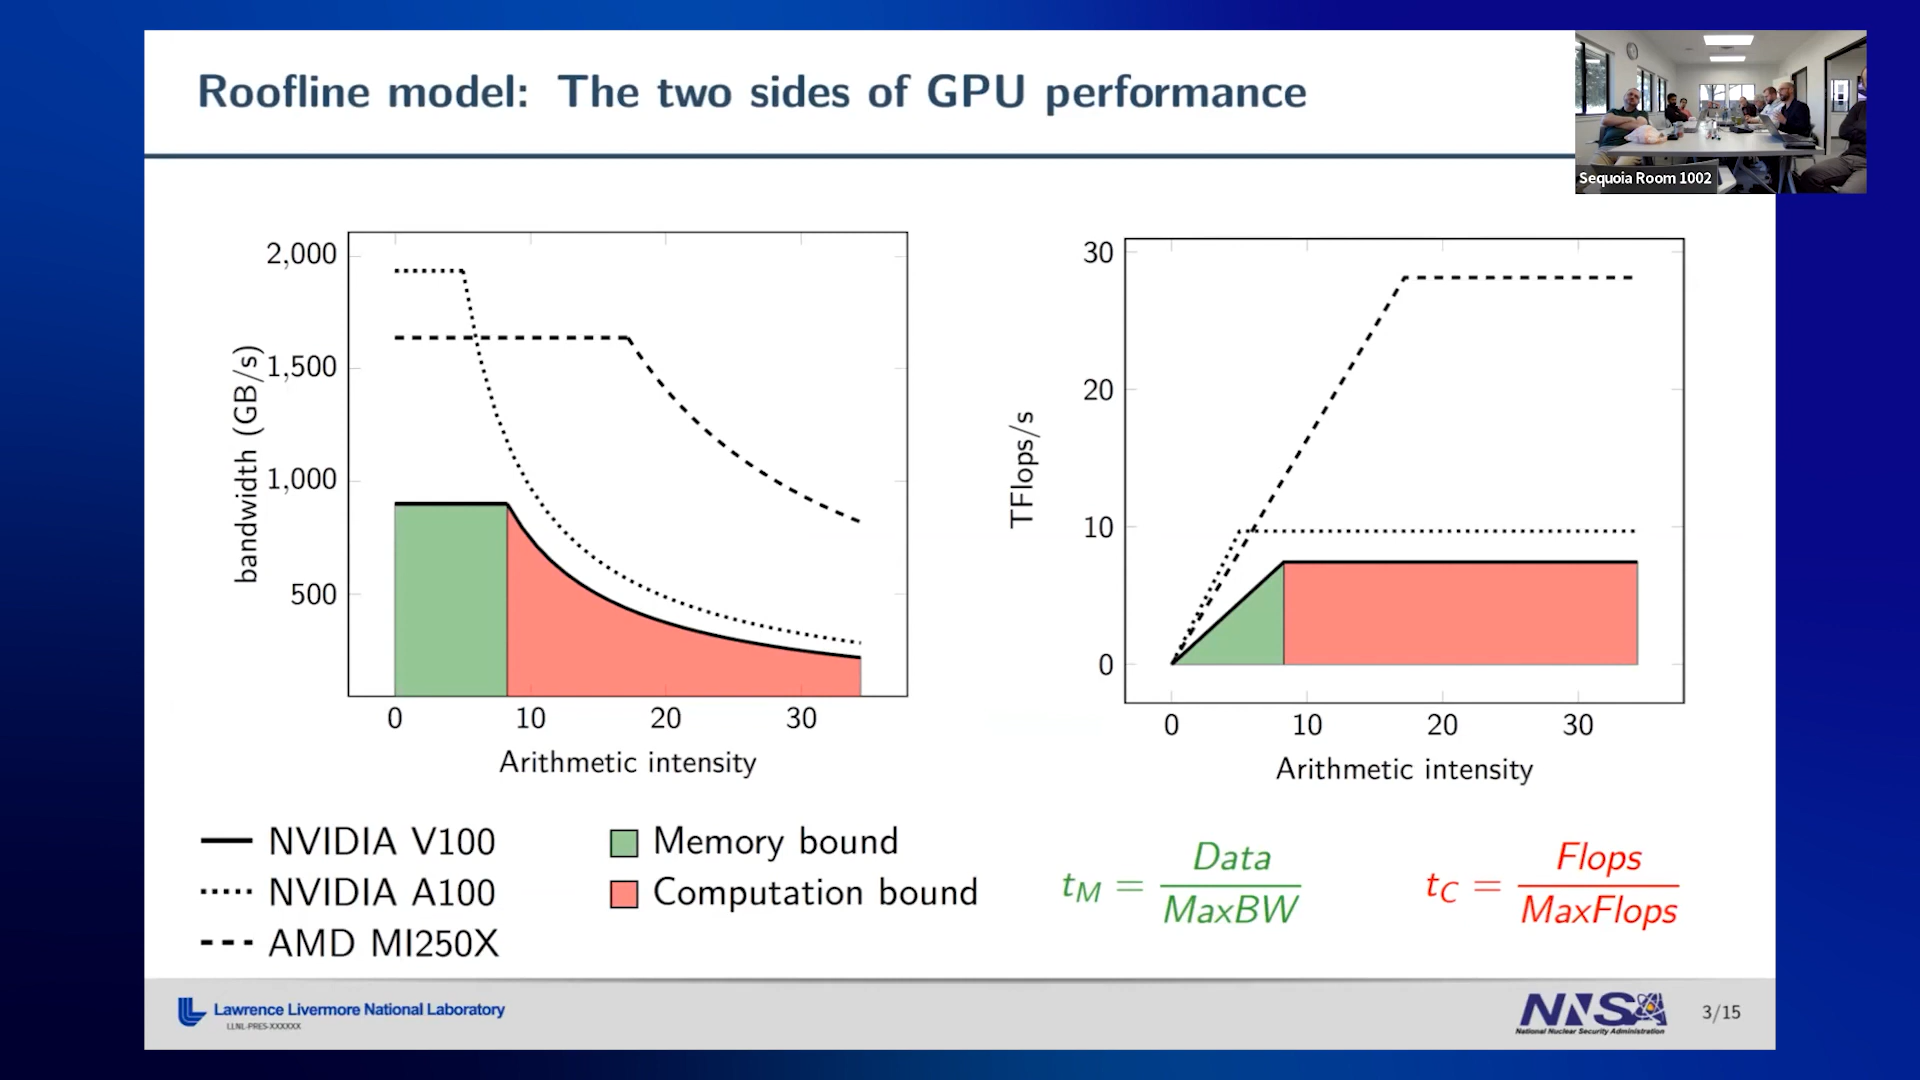 Roofline model: The two sides of GPU performance
Sequoia Room 1002
2,000
1,500
1,000
500
bandwidth (GB/s)
0 10 20 30
Arithmetic intensity
30
20
10
0
TFlops/s
0 10 20 30
Arithmetic intensity
NVIDIA V100
NVIDIA A100
AMD MI250X
Memory bound
Computation bound
t_M = Data / MaxBW
t_C = Flops / MaxFlops
Lawrence Livermore National Laboratory
LLNL-PRES-XXXXXX
NNSA
National Nuclear Security Administration
3/15